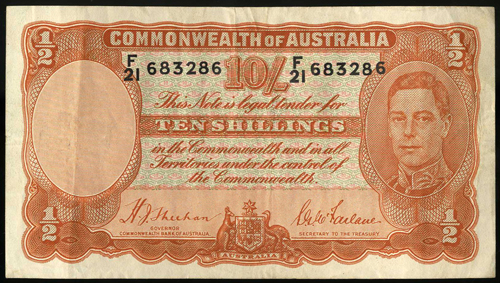 1/2 COMMONWEALTH OF AUSTRALIA 1/2
F/21 683286 10/- F/21 683286
This Note is legal tender for
TEN SHILLINGS
in the Commonwealth and in all
Territories under the control of
the Commonwealth.
H.J. Sheehan
GOVERNOR
COMMONWEALTH BANK OF AUSTRALIA.
S.G. McFarlane
SECRETARY TO THE TREASURY
1/2 AUSTRALIA 1/2